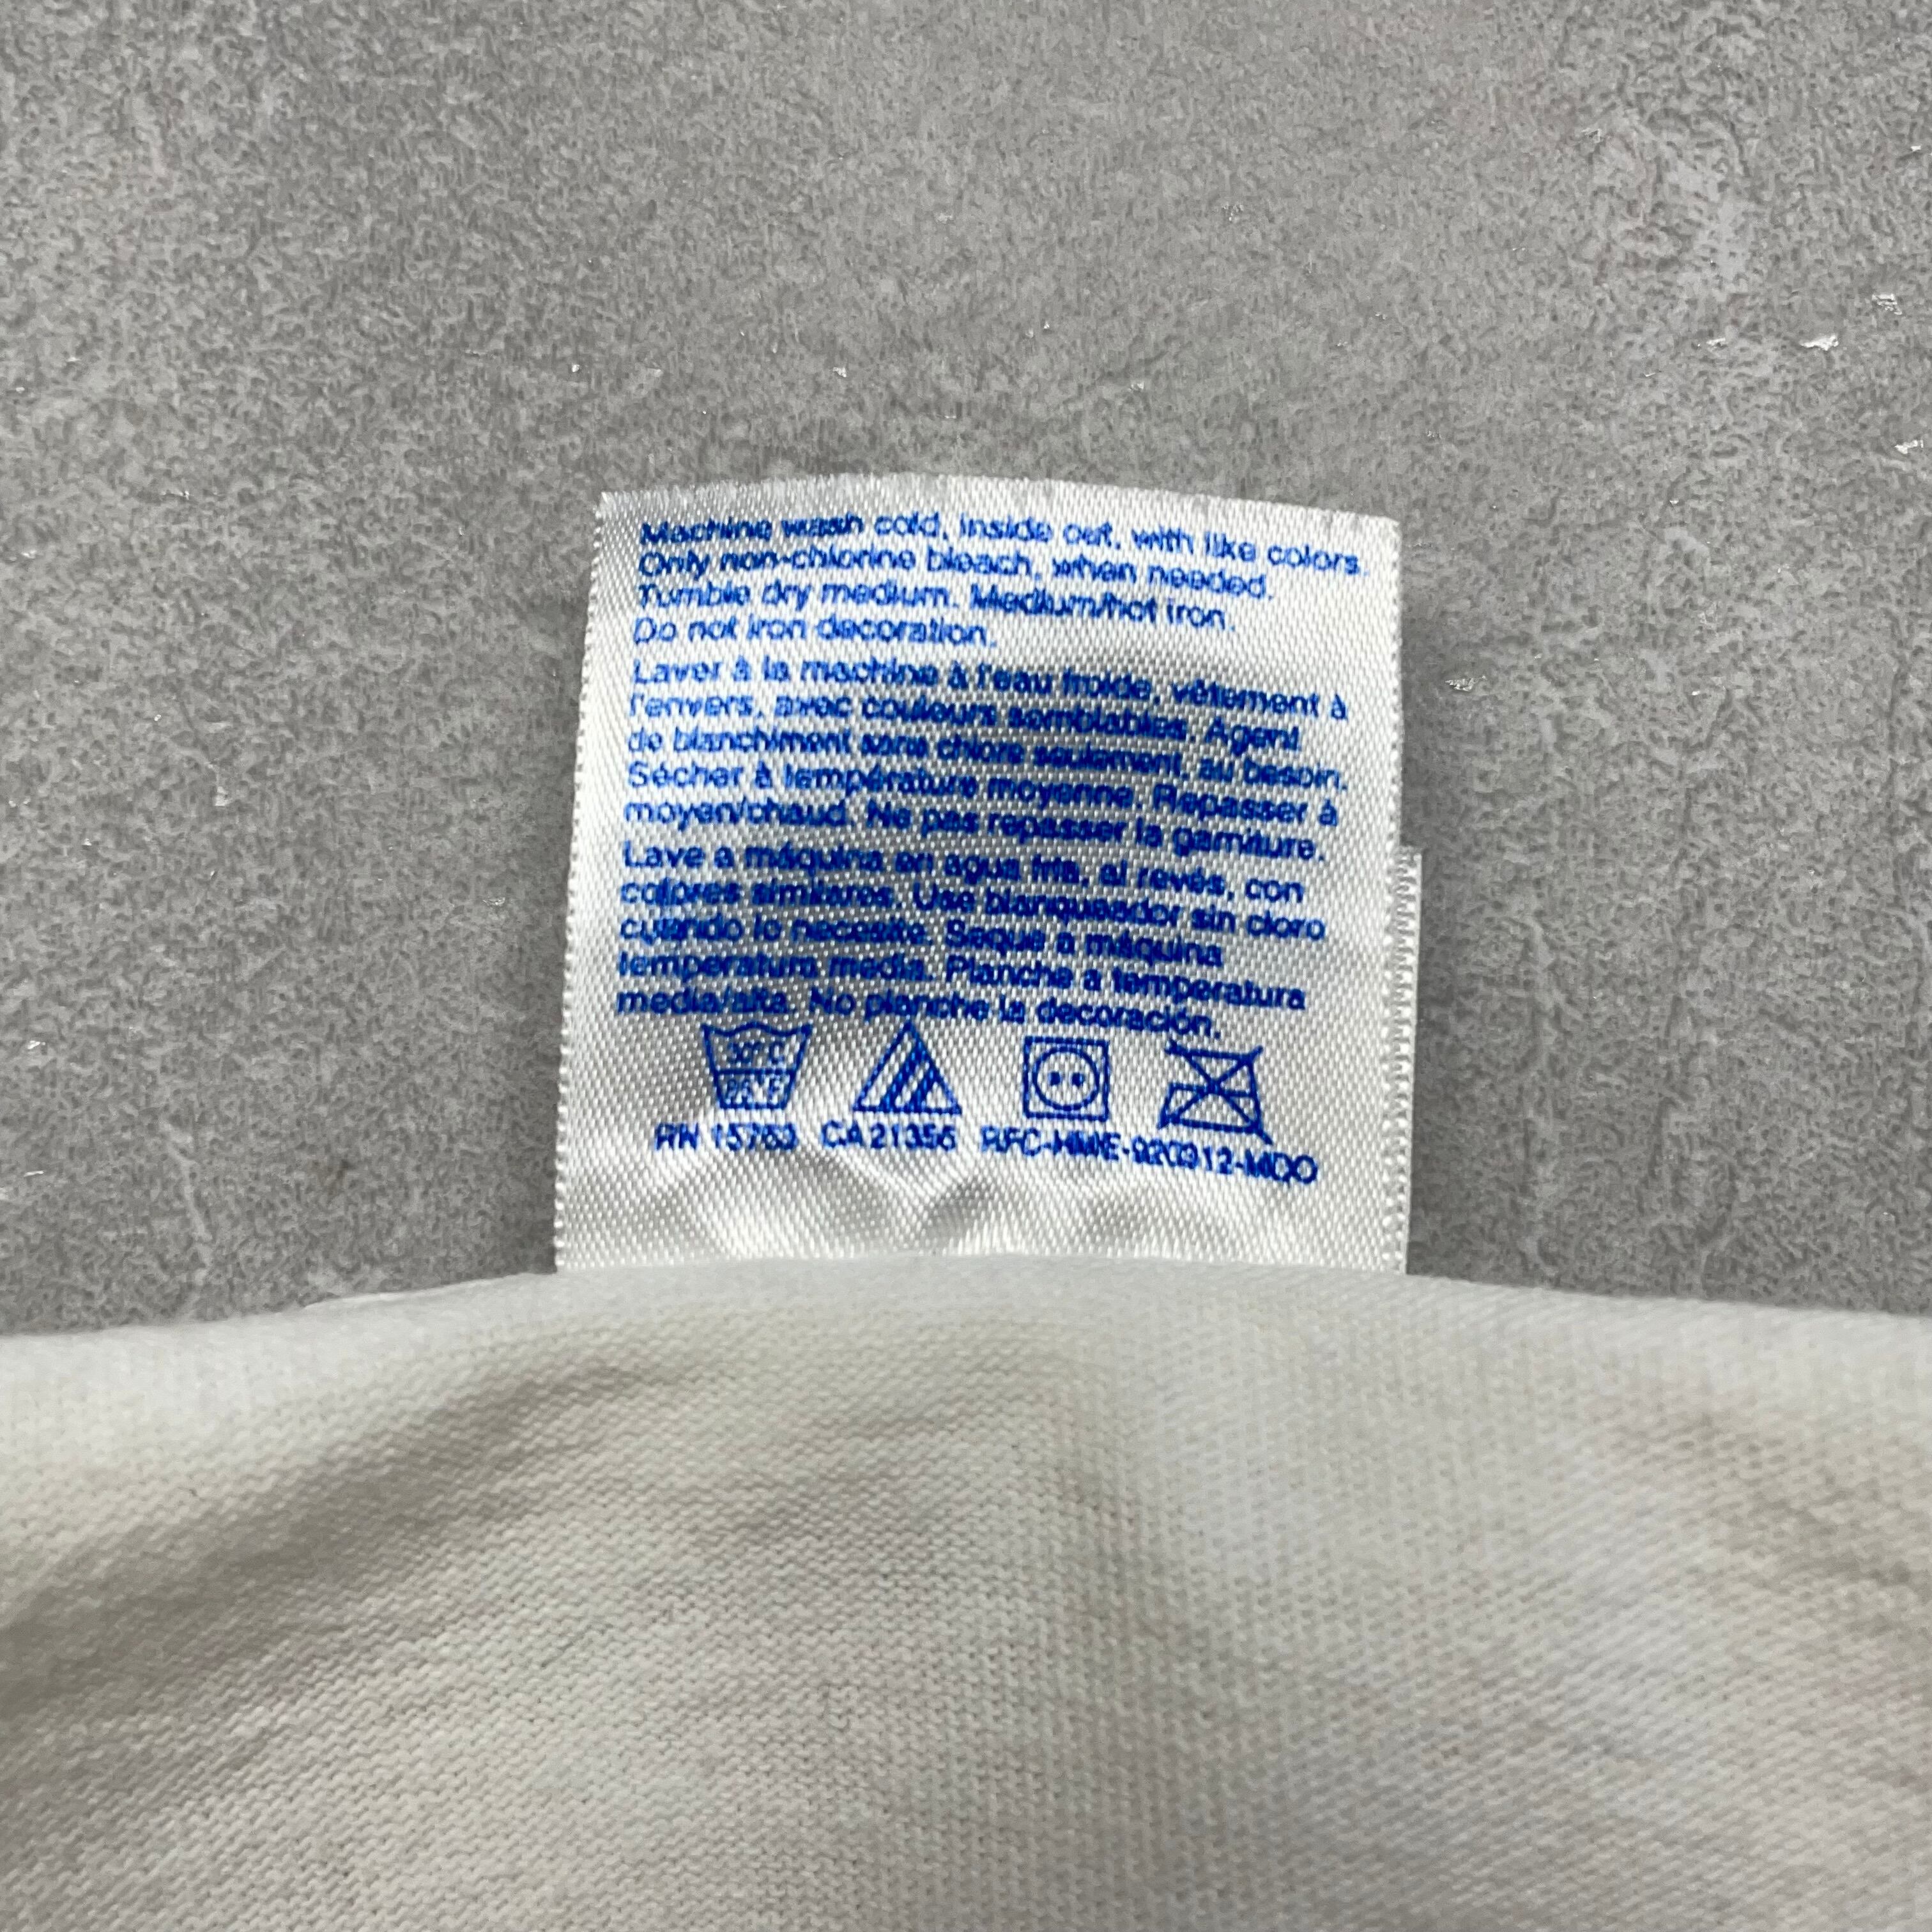 Machine wash cold, inside out, with like colors.
Only non-chlorine bleach, when needed.
Tumble dry medium. Medium/hot iron.
Do not iron decoration.
Laver à la machine à l'eau froide, vêtement à
l'envers, avec couleurs semblables. Agent
de blanchiment sans chlore seulement, au besoin.
Sécher à température moyenne. Repasser à
moyen/chaud. Ne pas repasser la garniture.
Lave a máquina en agua fría, al revés, con
colores similares. Use blanqueador sin cloro
cuando lo necesite. Seque a máquina
temperatura media. Planche a temperatura
media/alta. No planche la decoración.
30°C
RN 15763 CA 21356 RFC-HME-920312-MDO